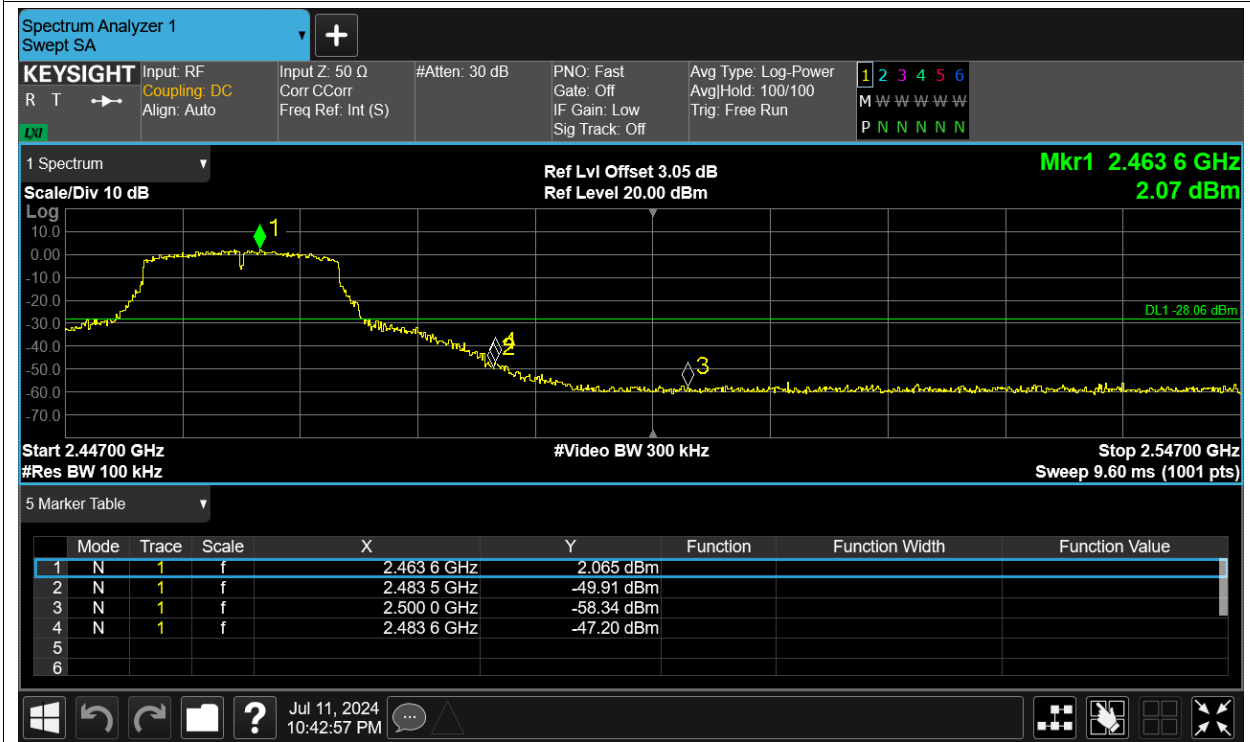 Spectrum Analyzer 1
Swept SA
+
KEYSIGHT
R T
LXI
Input: RF
Coupling: DC
Align: Auto
Input Z: 50 Ω
Corr CCorr
Freq Ref: Int (S)
#Atten: 30 dB
PNO: Fast
Gate: Off
IF Gain: Low
Sig Track: Off
Avg Type: Log-Power
Avg|Hold: 100/100
Trig: Free Run
1 2 3 4 5 6
M W W W W W
P N N N N N
1 Spectrum
Scale/Div 10 dB
Ref Lvl Offset 3.05 dB
Ref Level 20.00 dBm
Mkr1 2.463 6 GHz
2.07 dBm
Log
10.0
0.00
-10.0
-20.0
-30.0
-40.0
-50.0
-60.0
-70.0
1
4
2
3
DL1 -28.06 dBm
Start 2.44700 GHz
#Video BW 300 kHz
Stop 2.54700 GHz
#Res BW 100 kHz
Sweep 9.60 ms (1001 pts)
5 Marker Table
Mode Trace Scale X Y Function Function Width Function Value
1 N 1 f 2.463 6 GHz 2.065 dBm
2 N 1 f 2.483 5 GHz -49.91 dBm
3 N 1 f 2.500 0 GHz -58.34 dBm
4 N 1 f 2.483 6 GHz -47.20 dBm
5
6
?
Jul 11, 2024
10:42:57 PM